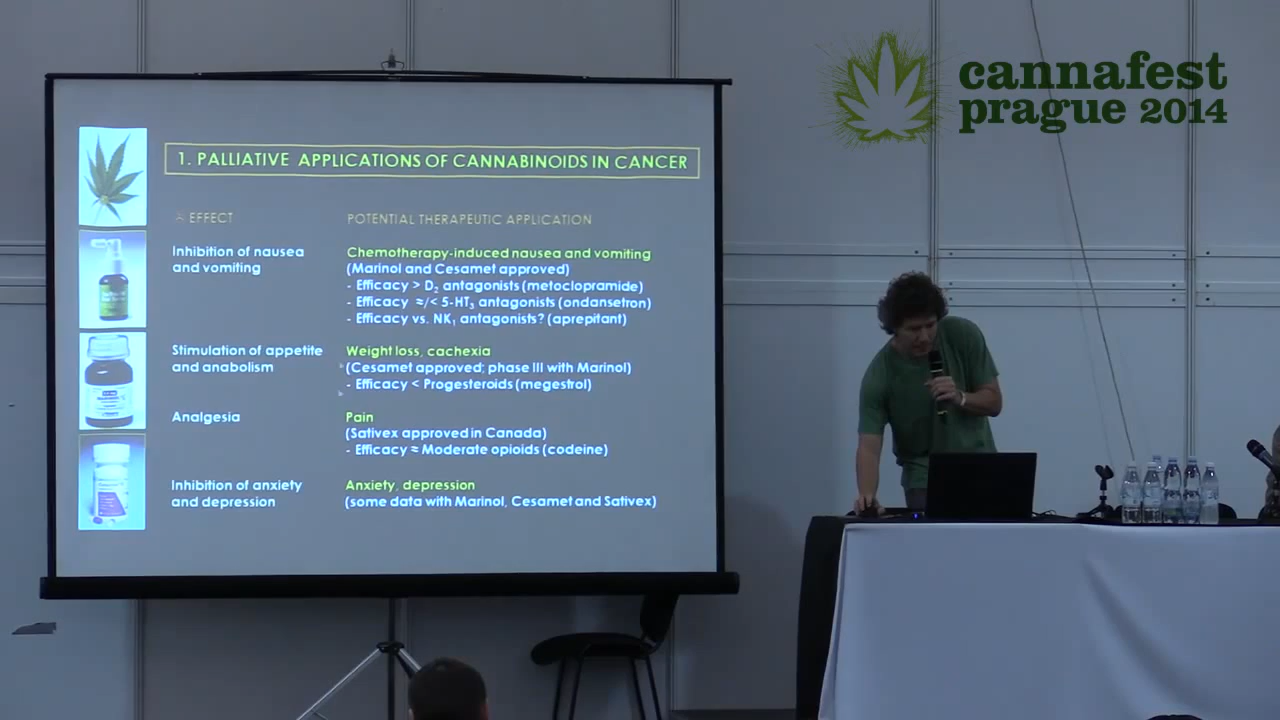 cannafest
prague 2014
1. PALLIATIVE APPLICATIONS OF CANNABINOIDS IN CANCER
EFFECT
POTENTIAL THERAPEUTIC APPLICATION
Inhibition of nausea
and vomiting
Chemotherapy-induced nausea and vomiting
(Marinol and Cesamet approved)
- Efficacy > D2 antagonists (metoclopramide)
- Efficacy ≈/< 5-HT3 antagonists (ondansetron)
- Efficacy vs. NK1 antagonists? (aprepitant)
Stimulation of appetite
and anabolism
Weight loss, cachexia
(Cesamet approved; phase III with Marinol)
- Efficacy < Progesteroids (megestrol)
Analgesia
Pain
(Sativex approved in Canada)
- Efficacy ≈ Moderate opioids (codeine)
Inhibition of anxiety
and depression
Anxiety, depression
(some data with Marinol, Cesamet and Sativex)